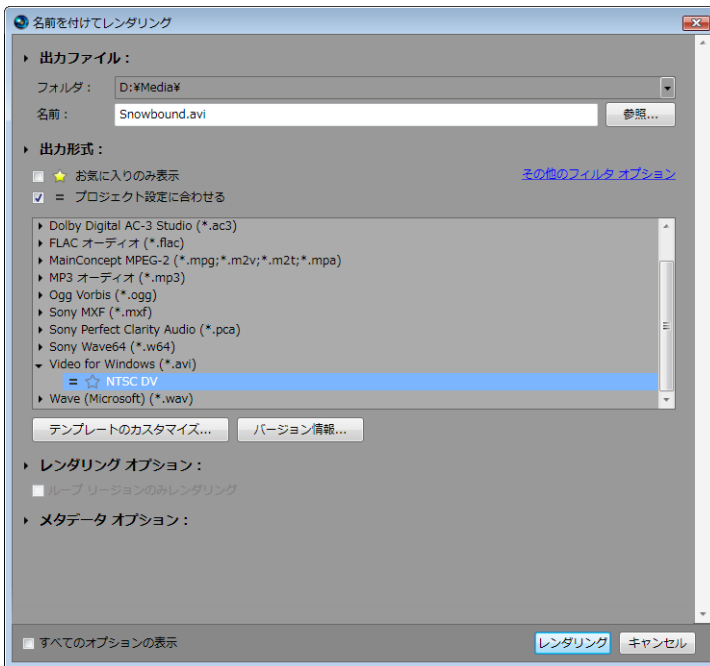 名前を付けてレンダリング
出力ファイル：
フォルダ： D:¥Media¥
名前： Snowbound.avi 参照...
出力形式：
お気に入りのみ表示 その他のフィルタ オプション
= プロジェクト設定に合わせる
Dolby Digital AC-3 Studio (*.ac3)
FLAC オーディオ (*.flac)
MainConcept MPEG-2 (*.mpg;*.m2v;*.m2t;*.mpa)
MP3 オーディオ (*.mp3)
Ogg Vorbis (*.ogg)
Sony MXF (*.mxf)
Sony Perfect Clarity Audio (*.pca)
Sony Wave64 (*.w64)
Video for Windows (*.avi)
= NTSC DV
Wave (Microsoft) (*.wav)
テンプレートのカスタマイズ... バージョン情報...
レンダリング オプション：
ループ リージョンのみレンダリング
メタデータ オプション：
すべてのオプションの表示 レンダリング キャンセル